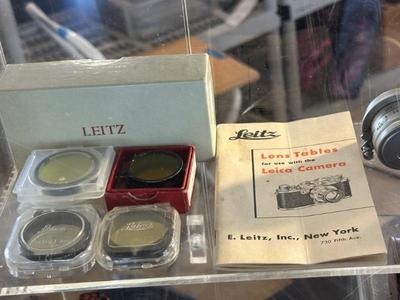 LEITZ
Leitz
Lens Tables
for use with the
Leica Camera
E. Leitz, Inc., New York
730 Fifth Ave.